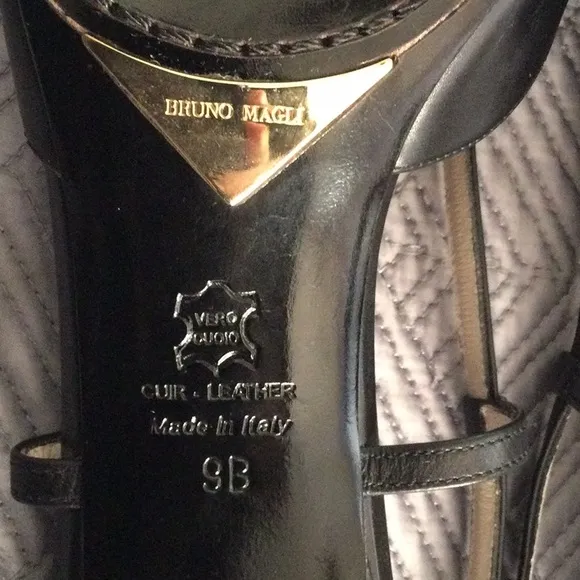 BRUNO MAGLI
VERO
CUOIO
CUIR - LEATHER
Made in Italy
9B